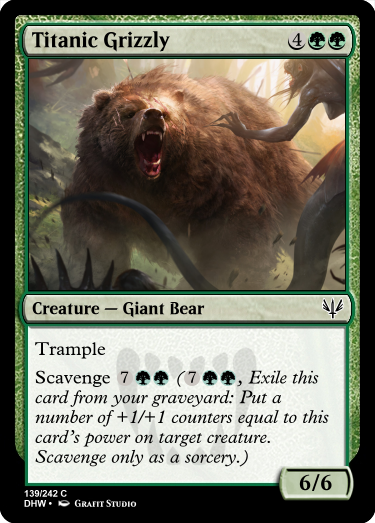 Titanic Grizzly 4
Creature — Giant Bear
Trample
Scavenge 7 ( 7 , Exile this
card from your graveyard: Put a
number of +1/+1 counters equal to this
card's power on target creature.
Scavenge only as sorcery.)
6/6
139/242 C
DHW • Grafit Studio